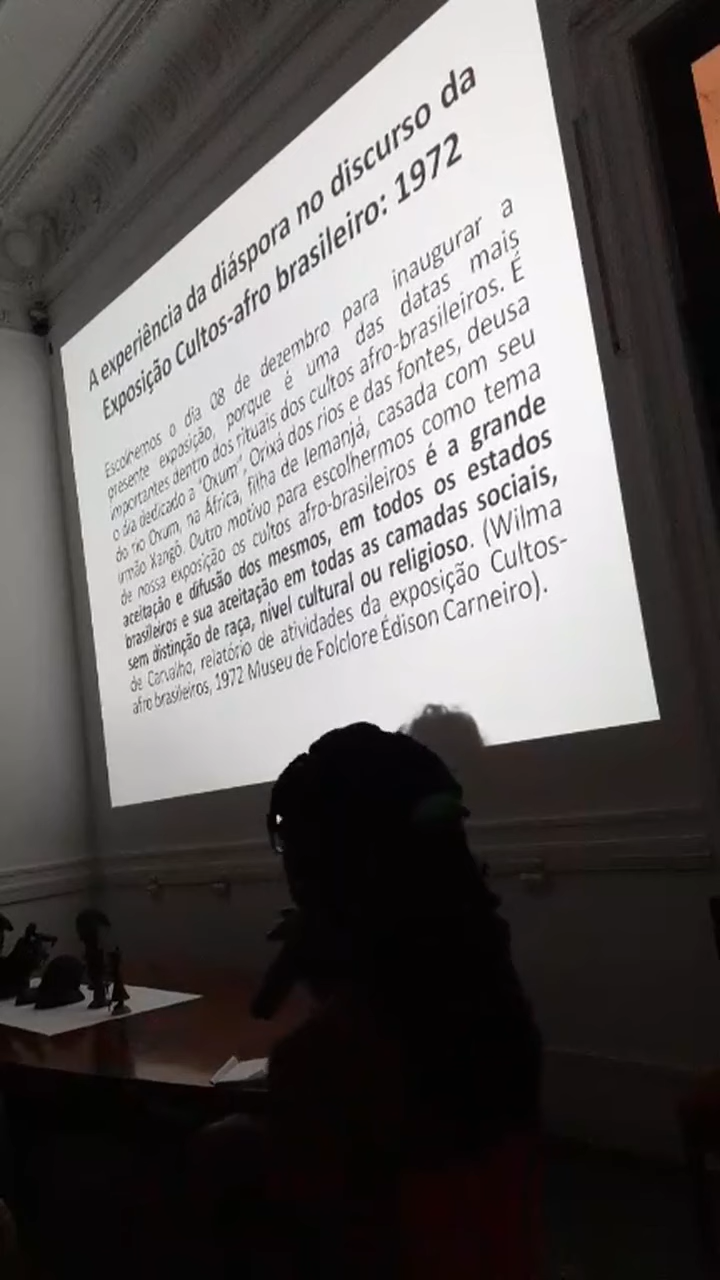 A experiência da diáspora no discurso da
Exposição Cultos-afro brasileiro: 1972
Escolhemos o dia 08 de dezembro para inaugurar a
presente exposição, porque é uma das datas mais
importantes dentro dos rituais dos cultos afro-brasileiros. É
o dia dedicado a "Oxum", Orixá dos rios e das fontes, deusa
do rio Oxum, na África, filha de Iemanjá, casada com seu
irmão Xangô. Outro motivo para escolhermos como tema
de nossa exposição os cultos afro-brasileiros é a grande
aceitação e difusão dos mesmos, em todos os estados
brasileiros e sua aceitação em todas as camadas sociais,
sem distinção de raça, nível cultural ou religioso. (Wilma
de Carvalho, relatório de atividades da exposição Cultos-
afro brasileiros, 1972 Museu de Folclore Édison Carneiro).